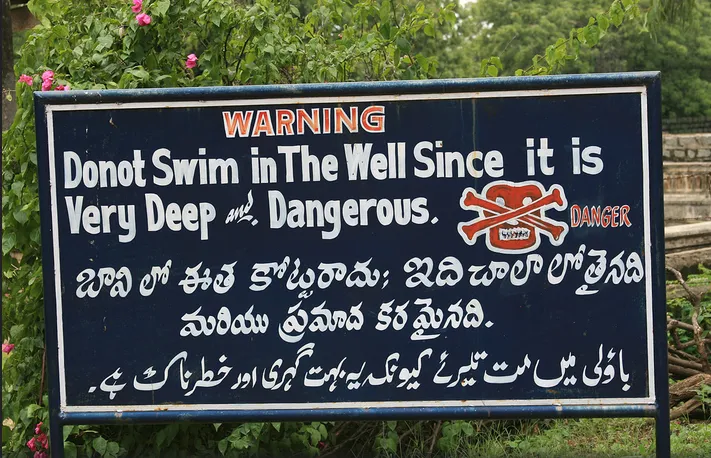 WARNING
Donot Swim in The Well Since it is
Very Deep and Dangerous.
DANGER
బావి లో ఈత కొట్టరాదు; ఇది చాలా లోతైనది
మరియు ప్రమాద కరమైనది.
باؤلی میں مت تیرئے کیونکہ یہ بہت گہری اور خطرناک ہے۔